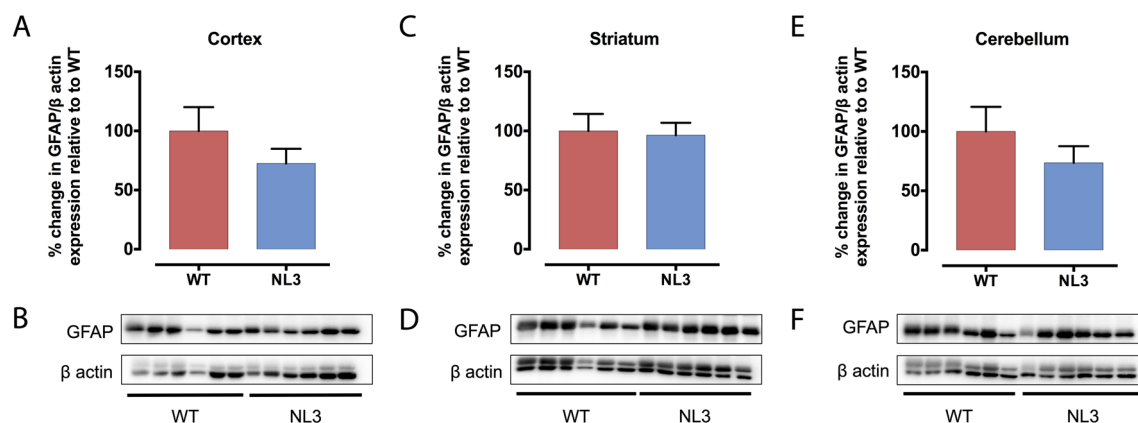 A
Cortex
% change in GFAP/β actin
expression relative to to WT
150
100
50
0
WT
NL3
B
GFAP
β actin
WT
NL3
C
Striatum
% change in GFAP/β actin
expression relative to to WT
150
100
50
0
WT
NL3
D
GFAP
β actin
WT
NL3
E
Cerebellum
% change in GFAP/β actin
expression relative to to WT
150
100
50
0
WT
NL3
F
GFAP
β actin
WT
NL3